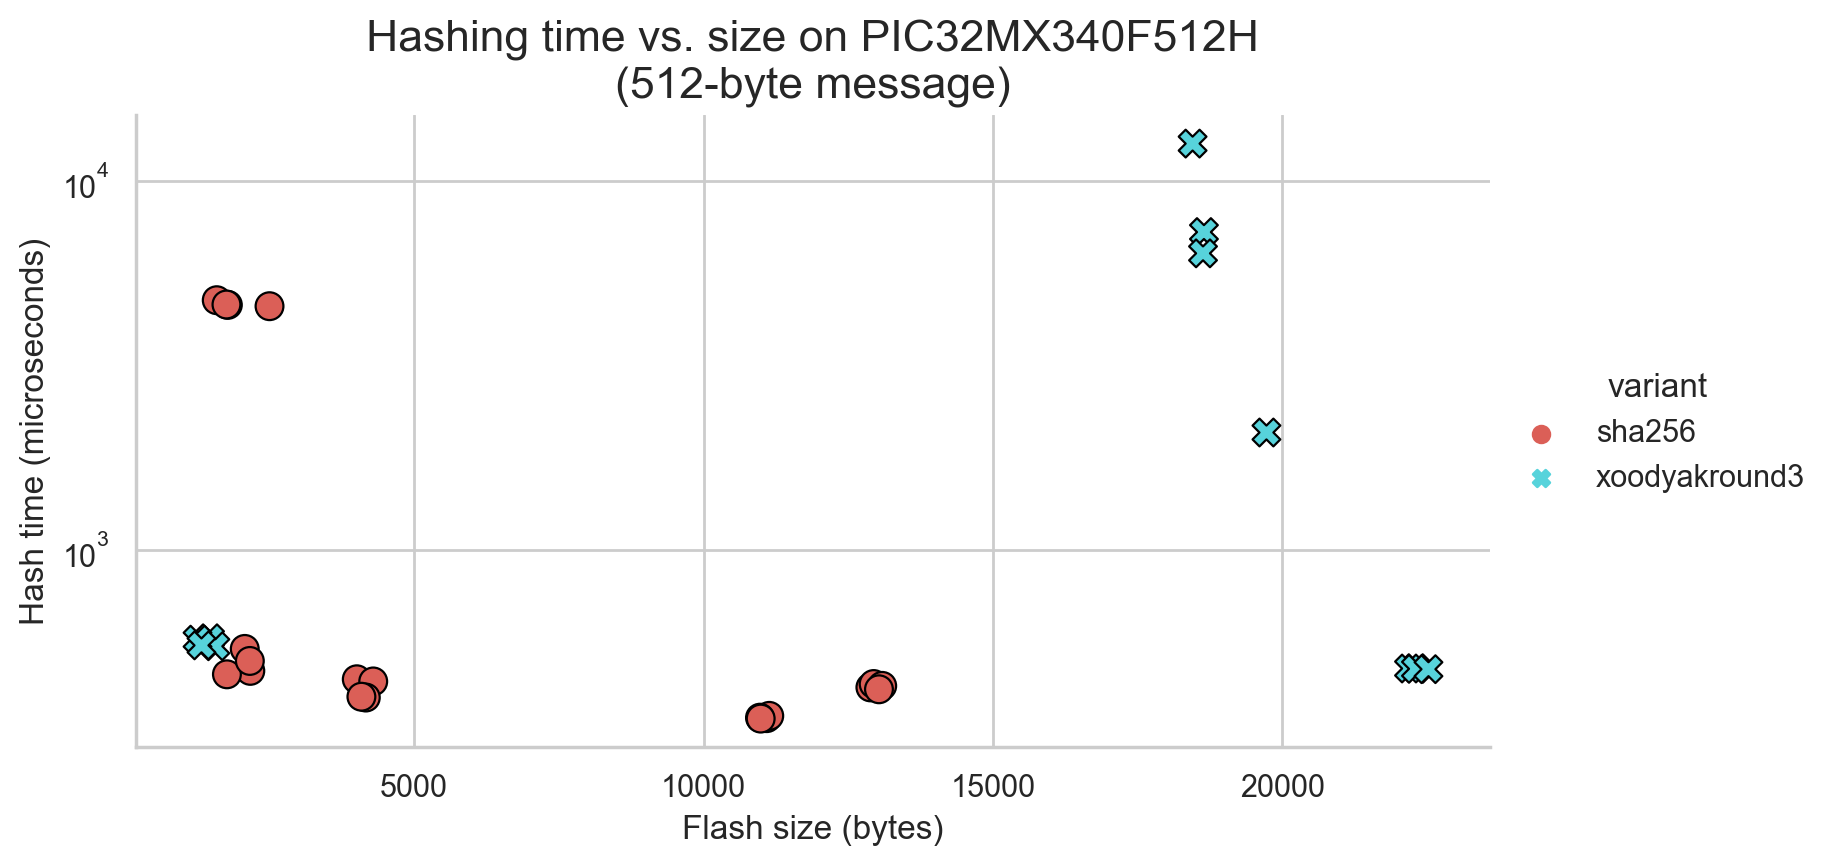 Hashing time vs. size on PIC32MX340F512H
(512-byte message)
Hash time (microseconds)
10^4
10^3
5000 10000 15000 20000
Flash size (bytes)
variant
sha256
xoodyakround3